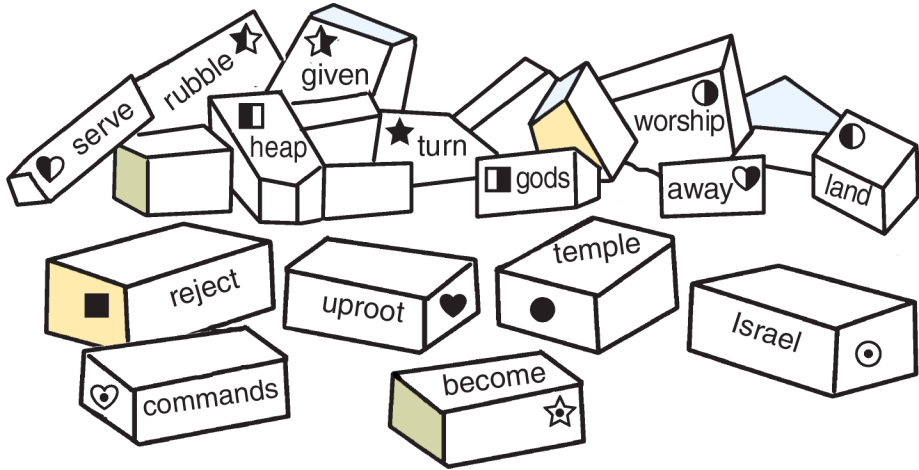 serve
rubble
given
heap
turn
gods
worship
away
land
reject
uproot
temple
Israel
commands
become